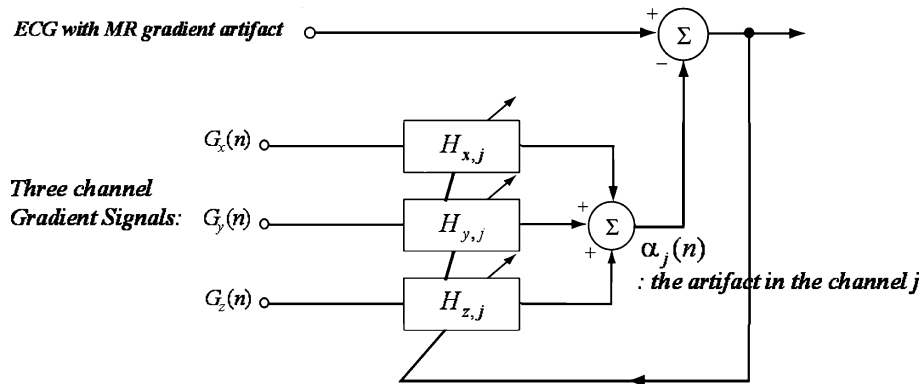 ECG with MR gradient artifact
+
Σ
−
G_x(n)
H_{x,j}
Three channel
Gradient Signals:
G_y(n)
H_{y,j}
+
Σ
+
α_j(n)
: the artifact in the channel j
G_z(n)
H_{z,j}